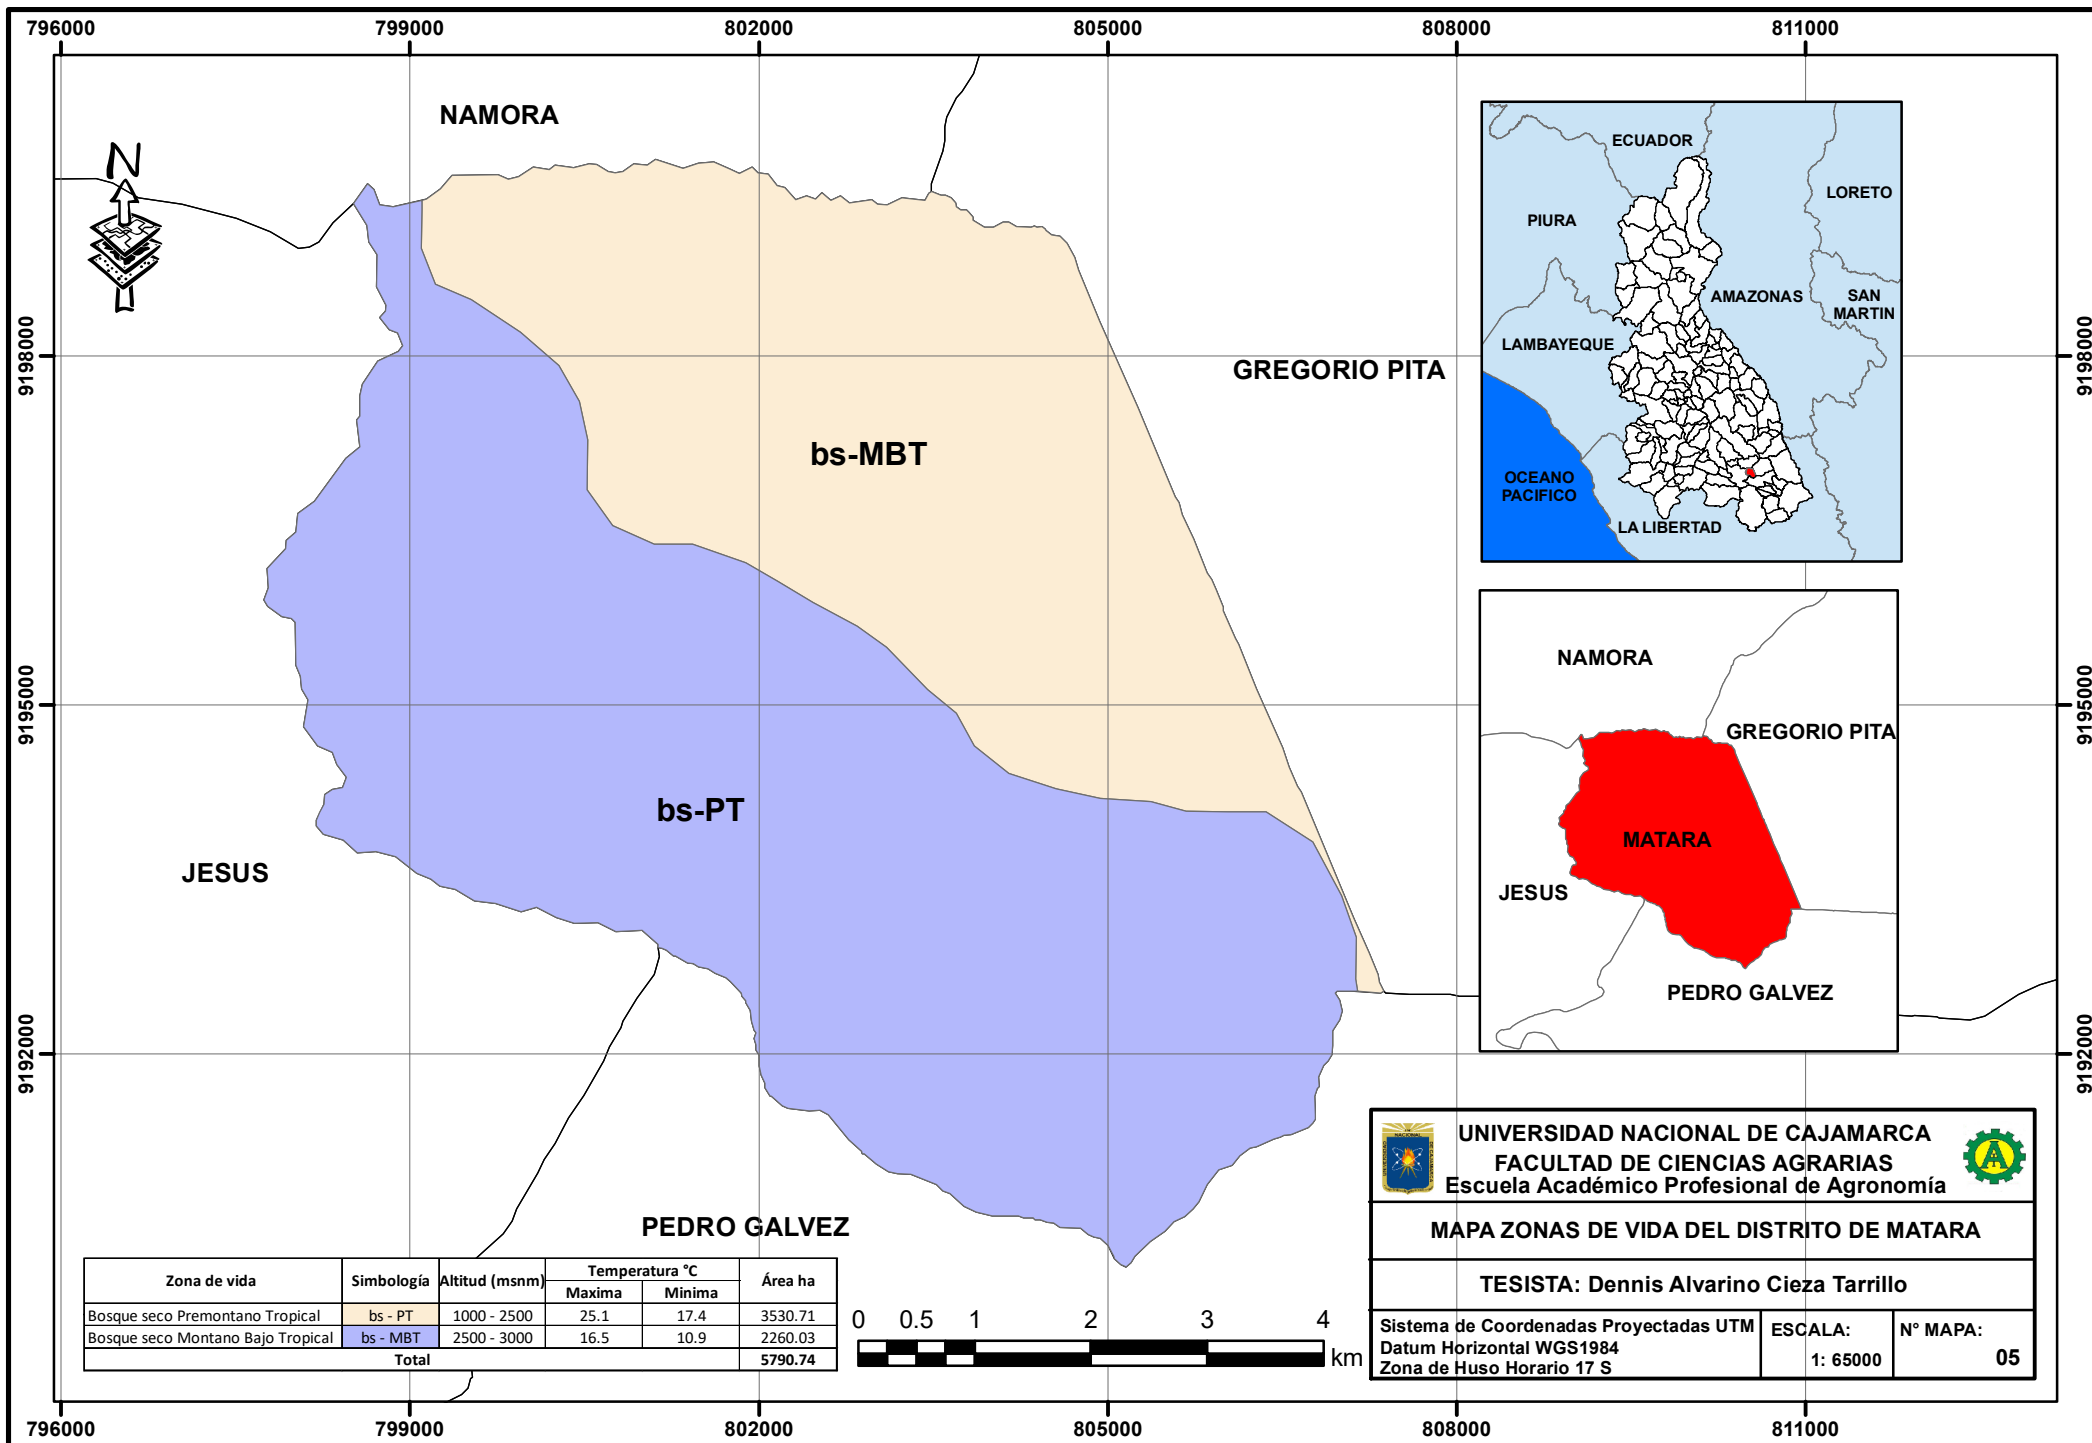 796000 799000 802000 805000 808000 811000
NAMORA
N
GREGORIO PITA
bs-MBT
bs-PT
JESUS
PEDRO GALVEZ
9198000
9195000
9192000
9198000
9195000
9192000
ECUADOR
LORETO
PIURA
AMAZONAS
SAN
MARTIN
LAMBAYEQUE
OCEANO
PACIFICO
LA LIBERTAD
NAMORA
GREGORIO PITA
MATARA
JESUS
PEDRO GALVEZ
Zona de vida Simbología Altitud (msnm) Temperatura °C Área ha
Maxima Minima
Bosque seco Premontano Tropical bs - PT 1000 - 2500 25.1 17.4 3530.71
Bosque seco Montano Bajo Tropical bs - MBT 2500 - 3000 16.5 10.9 2260.03
Total 5790.74
0 0.5 1 2 3 4
km
UNIVERSIDAD NACIONAL DE CAJAMARCA
FACULTAD DE CIENCIAS AGRARIAS
Escuela Académico Profesional de Agronomía
A
MAPA ZONAS DE VIDA DEL DISTRITO DE MATARA
TESISTA: Dennis Alvarino Cieza Tarrillo
Sistema de Coordenadas Proyectadas UTM
Datum Horizontal WGS1984
Zona de Huso Horario 17 S
ESCALA:
1: 65000
N° MAPA:
05
796000 799000 802000 805000 808000 811000